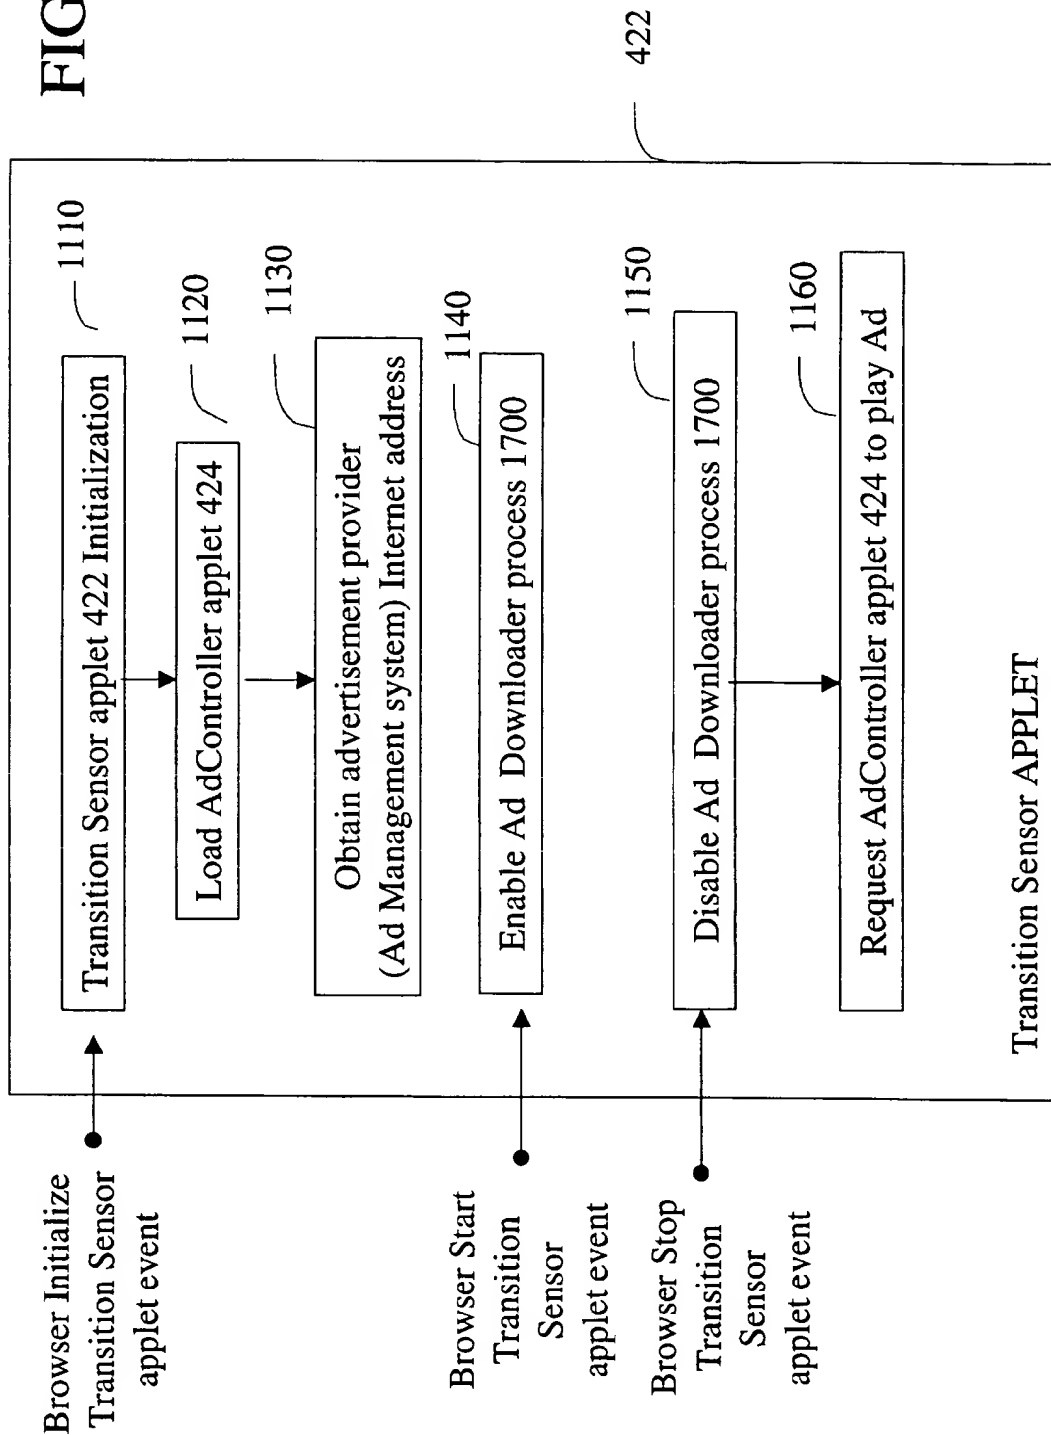 FIG
Browser Initialize
Transition Sensor
applet event
Transition Sensor applet 422 Initialization
1110
Load AdController applet 424
1120
Obtain advertisement provider
(Ad Management system) Internet address
1130
Browser Start
Transition
Sensor
applet event
Enable Ad Downloader process 1700
1140
Browser Stop
Transition
Sensor
applet event
Disable Ad Downloader process 1700
1150
Request AdController applet 424 to play Ad
1160
422
Transition Sensor APPLET